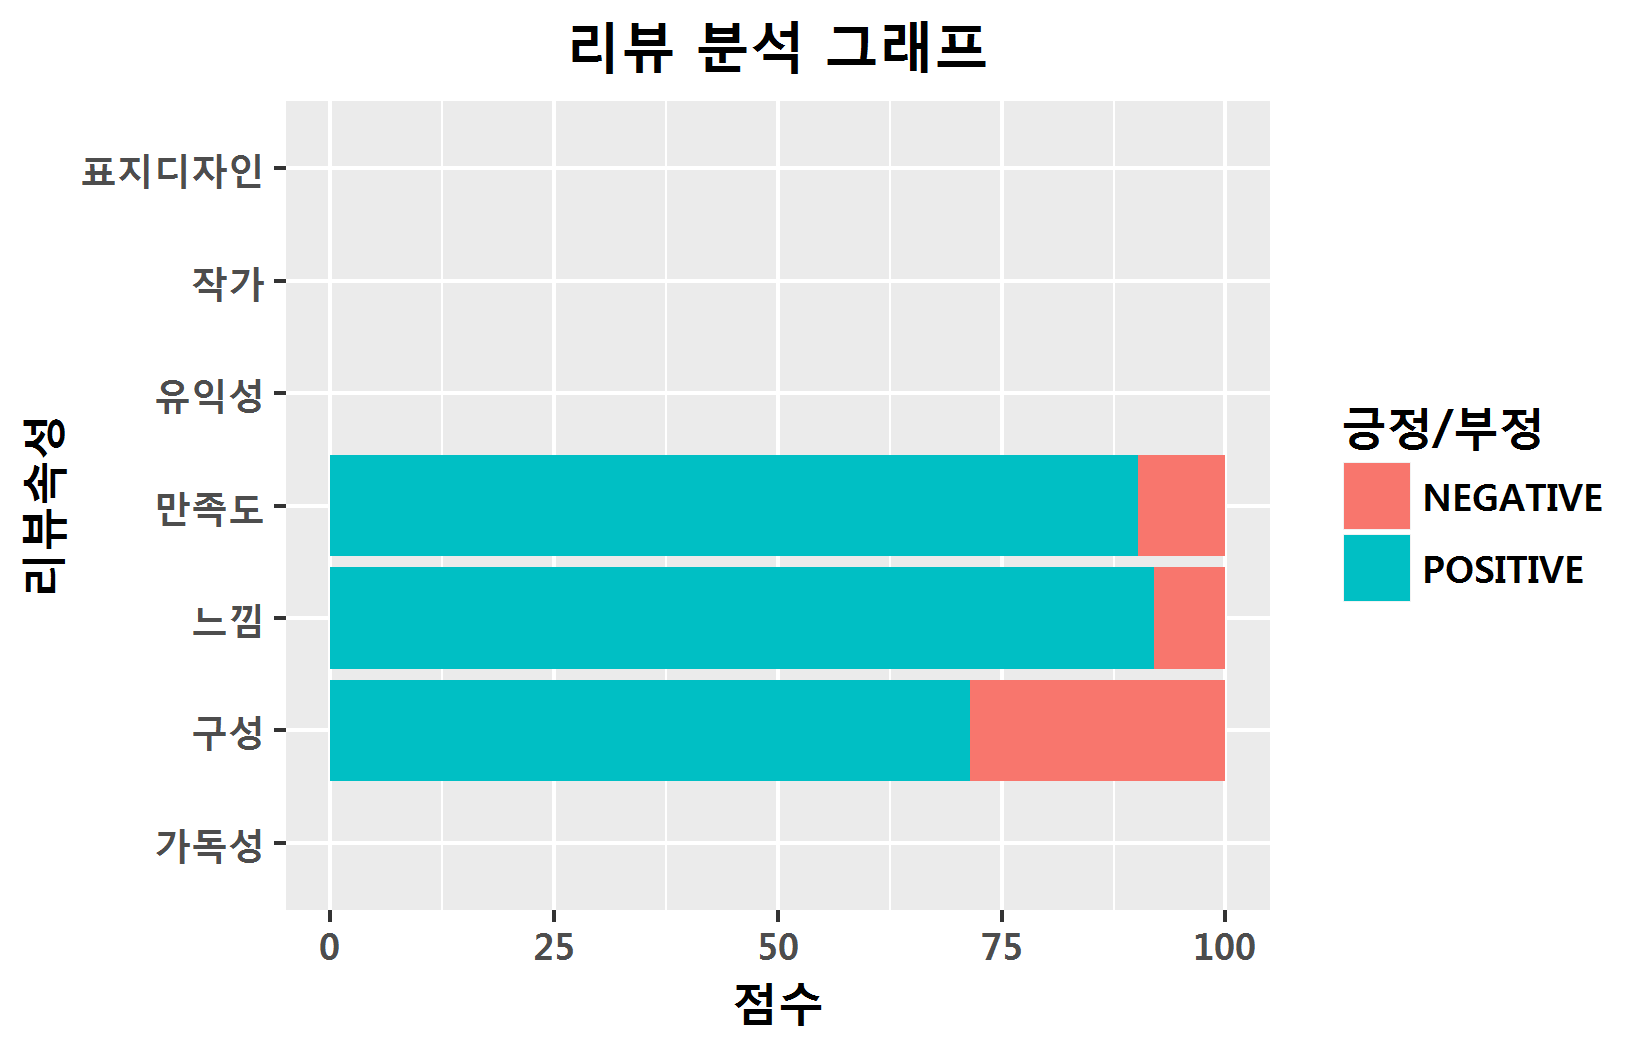 리뷰 분석 그래프
리뷰속성
표지디자인
작가
유익성
만족도
느낌
구성
가독성
0 25 50 75 100
점수
긍정/부정
NEGATIVE
POSITIVE